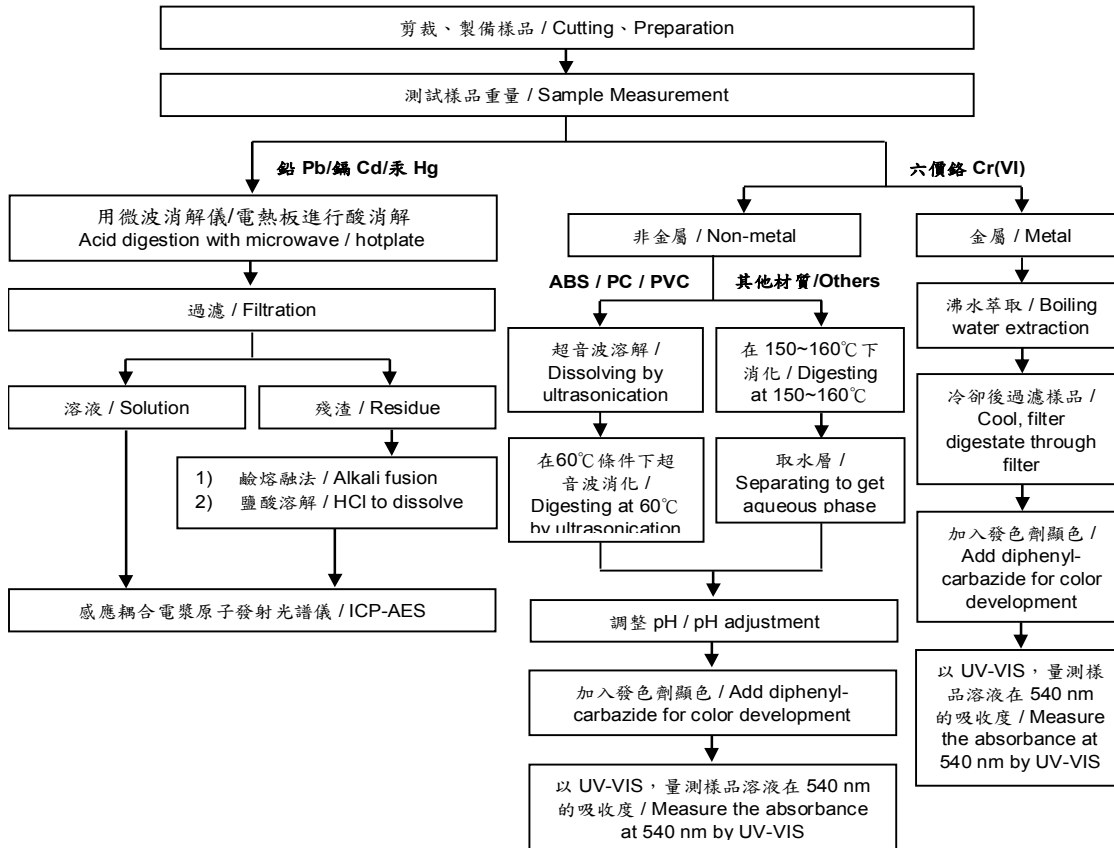 剪裁、製備樣品 / Cutting、Preparation
測試樣品重量 / Sample Measurement
鉛 Pb/鎘 Cd/汞 Hg
六價鉻 Cr(VI)
用微波消解儀/電熱板進行酸消解
Acid digestion with microwave / hotplate
非金屬 / Non-metal
金屬 / Metal
ABS / PC / PVC
其他材質/Others
過濾 / Filtration
沸水萃取 / Boiling
water extraction
超音波溶解 /
Dissolving by
ultrasonication
在 150~160℃下
消化 / Digesting
at 150~160℃
溶液 / Solution
殘渣 / Residue
冷卻後過濾樣品 /
Cool, filter
digestate through
filter
1) 鹼熔融法 / Alkali fusion
2) 鹽酸溶解 / HCl to dissolve
在60℃條件下超
音波消化 /
Digesting at 60℃
by ultrasonication
取水層 /
Separating to get
aqueous phase
加入發色劑顯色 /
Add diphenyl-
carbazide for color
development
感應耦合電漿原子發射光譜儀 / ICP-AES
調整 pH / pH adjustment
加入發色劑顯色 / Add diphenyl-
carbazide for color development
以 UV-VIS，量測樣
品溶液在 540 nm
的吸收度 / Measure
the absorbance at
540 nm by UV-VIS
以 UV-VIS，量測樣品溶液在 540 nm
的吸收度 / Measure the absorbance
at 540 nm by UV-VIS